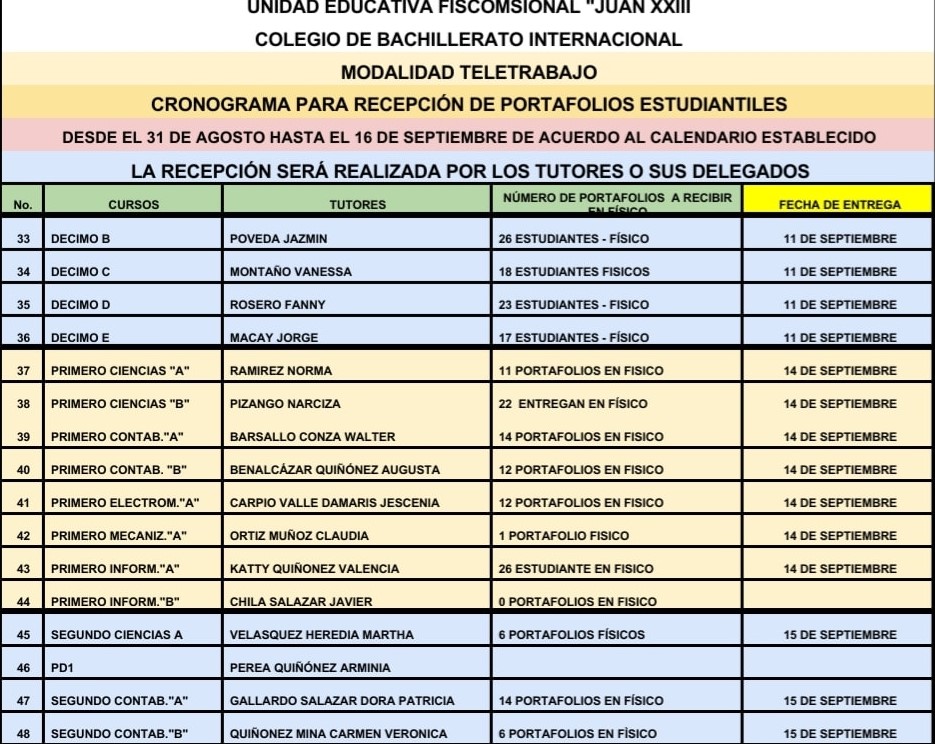 UNIDAD EDUCATIVA FISCOMSIONAL "JUAN XXIII
COLEGIO DE BACHILLERATO INTERNACIONAL
MODALIDAD TELETRABAJO
CRONOGRAMA PARA RECEPCIÓN DE PORTAFOLIOS ESTUDIANTILES
DESDE EL 31 DE AGOSTO HASTA EL 16 DE SEPTIEMBRE DE ACUERDO AL CALENDARIO ESTABLECIDO
LA RECEPCIÓN SERÁ REALIZADA POR LOS TUTORES O SUS DELEGADOS
No. CURSOS TUTORES NÚMERO DE PORTAFOLIOS A RECIBIR EN FÍSICO FECHA DE ENTREGA
33 DECIMO B POVEDA JAZMIN 26 ESTUDIANTES - FÍSICO 11 DE SEPTIEMBRE
34 DECIMO C MONTAÑO VANESSA 18 ESTUDIANTES FISICOS 11 DE SEPTIEMBRE
35 DECIMO D ROSERO FANNY 23 ESTUDIANTES - FISICO 11 DE SEPTIEMBRE
36 DECIMO E MACAY JORGE 17 ESTUDIANTES - FÍSICO 11 DE SEPTIEMBRE
37 PRIMERO CIENCIAS "A" RAMIREZ NORMA 11 PORTAFOLIOS EN FISICO 14 DE SEPTIEMBRE
38 PRIMERO CIENCIAS "B" PIZANGO NARCIZA 22 ENTREGAN EN FÍSICO 14 DE SEPTIEMBRE
39 PRIMERO CONTAB."A" BARSALLO CONZA WALTER 14 PORTAFOLIOS EN FISICO 14 DE SEPTIEMBRE
40 PRIMERO CONTAB. "B" BENALCÁZAR QUIÑÓNEZ AUGUSTA 12 PORTAFOLIOS EN FISICO 14 DE SEPTIEMBRE
41 PRIMERO ELECTROM."A" CARPIO VALLE DAMARIS JESCENIA 12 PORTAFOLIOS EN FISICO 14 DE SEPTIEMBRE
42 PRIMERO MECANIZ."A" ORTIZ MUÑOZ CLAUDIA 1 PORTAFOLIO FISICO 14 DE SEPTIEMBRE
43 PRIMERO INFORM."A" KATTY QUIÑONEZ VALENCIA 26 ESTUDIANTE EN FISICO 14 DE SEPTIEMBRE
44 PRIMERO INFORM."B" CHILA SALAZAR JAVIER 0 PORTAFOLIOS EN FISICO
45 SEGUNDO CIENCIAS A VELASQUEZ HEREDIA MARTHA 6 PORTAFOLIOS FÍSICOS 15 DE SEPTIEMBRE
46 PD1 PEREA QUIÑÓNEZ ARMINIA
47 SEGUNDO CONTAB."A" GALLARDO SALAZAR DORA PATRICIA 14 PORTAFOLIOS EN FÍSICO 15 DE SEPTIEMBRE
48 SEGUNDO CONTAB."B" QUIÑONEZ MINA CARMEN VERONICA 6 PORTAFOLIOS EN FÌSICO 15 DE SEPTIEMBRE